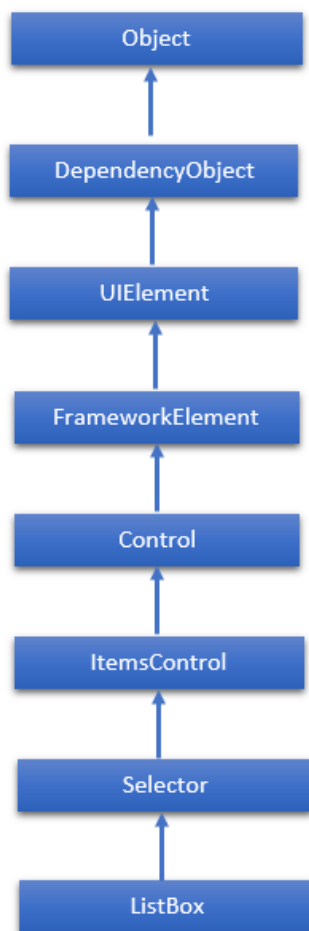 Object
DependencyObject
UIElement
FrameworkElement
Control
ItemsControl
Selector
ListBox